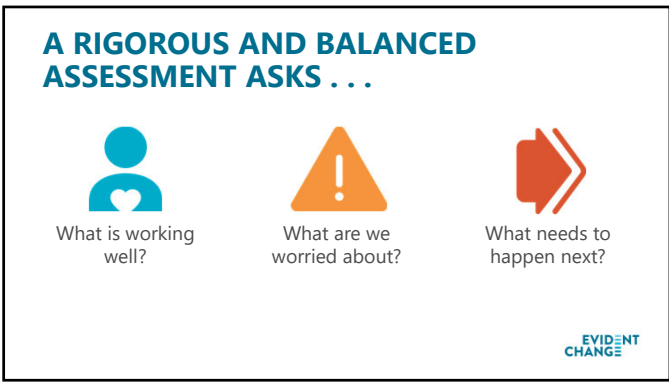 A RIGOROUS AND BALANCED
ASSESSMENT ASKS . . .
What is working
well?
What are we
worried about?
What needs to
happen next?
EVIDENT
CHANGE